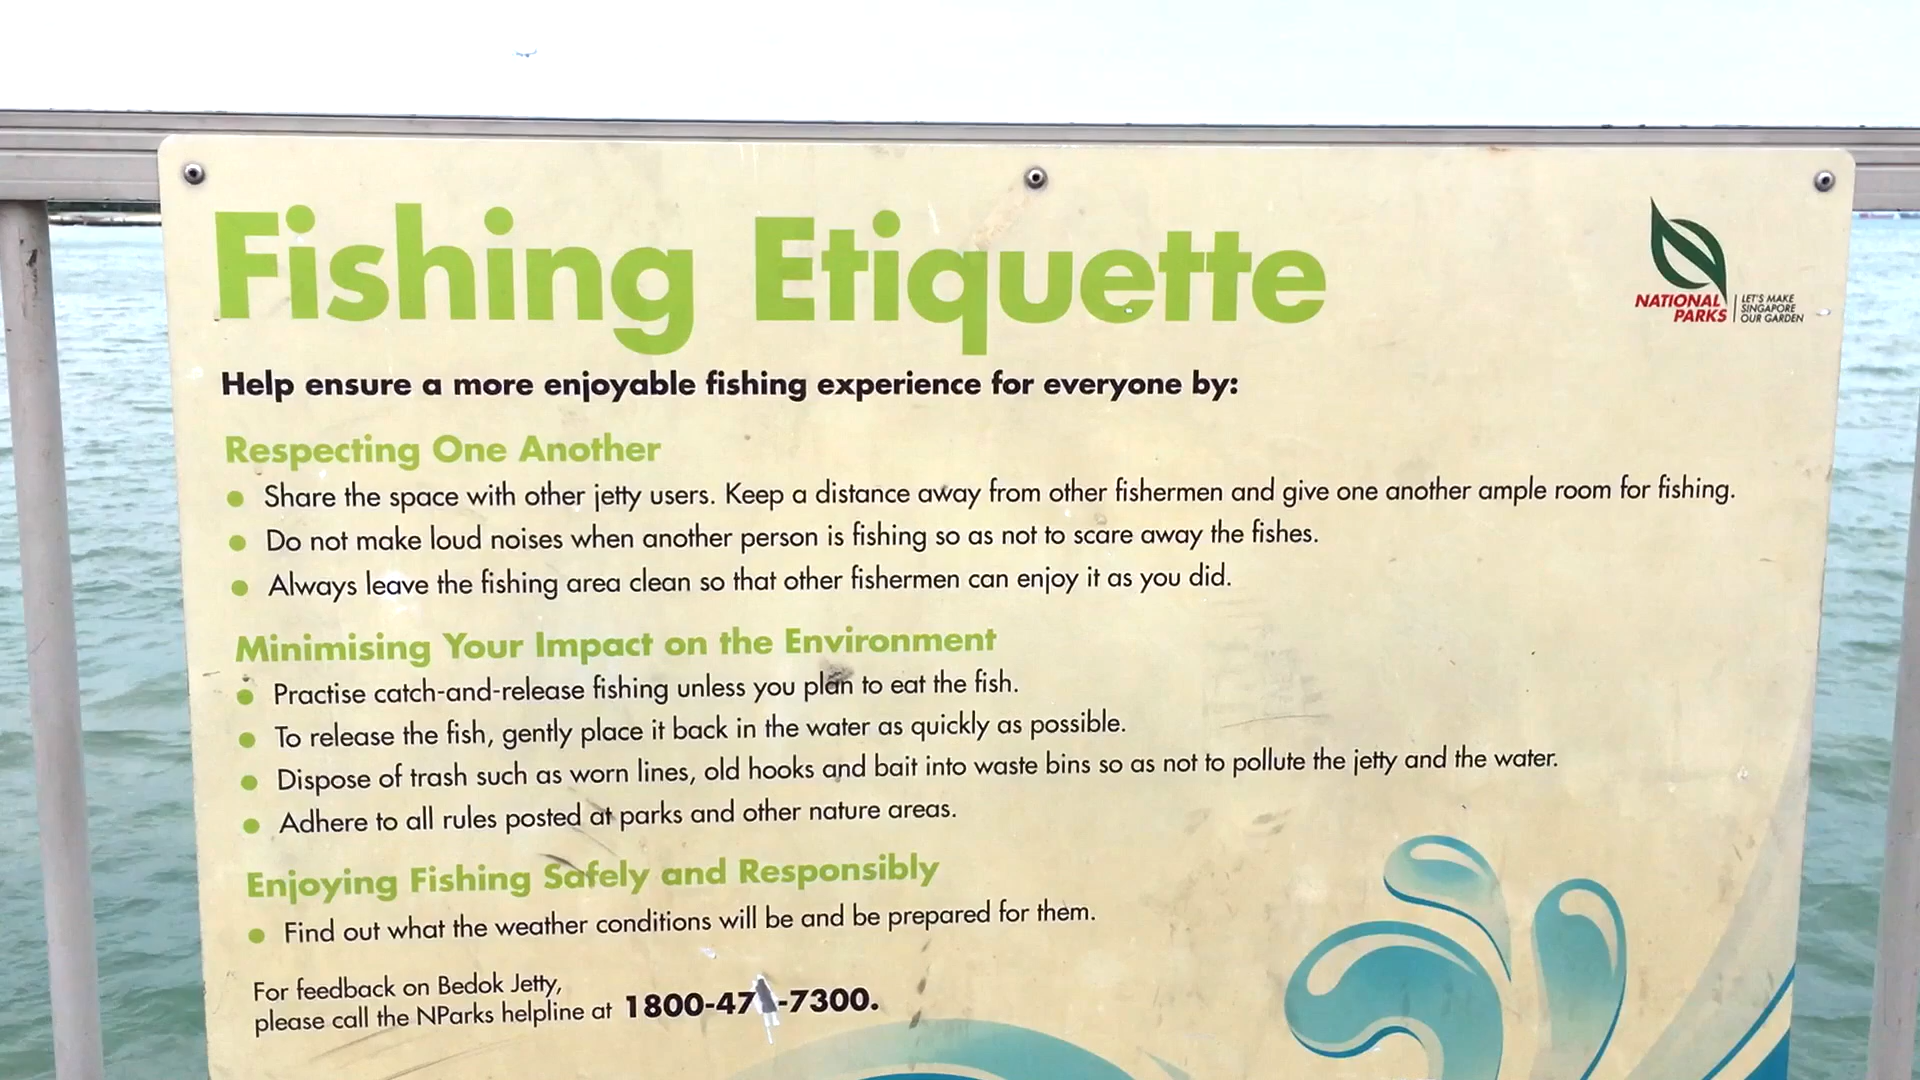 Fishing Etiquette
NATIONAL PARKS
LET'S MAKE
SINGAPORE
OUR GARDEN
Help ensure a more enjoyable fishing experience for everyone by:
Respecting One Another
Share the space with other jetty users. Keep a distance away from other fishermen and give one another ample room for fishing.
Do not make loud noises when another person is fishing so as not to scare away the fishes.
Always leave the fishing area clean so that other fishermen can enjoy it as you did.
Minimising Your Impact on the Environment
Practise catch-and-release fishing unless you plan to eat the fish.
To release the fish, gently place it back in the water as quickly as possible.
Dispose of trash such as worn lines, old hooks and bait into waste bins so as not to pollute the jetty and the water.
Adhere to all rules posted at parks and other nature areas.
Enjoying Fishing Safely and Responsibly
Find out what the weather conditions will be and be prepared for them.
For feedback on Bedok Jetty,
please call the NParks helpline at